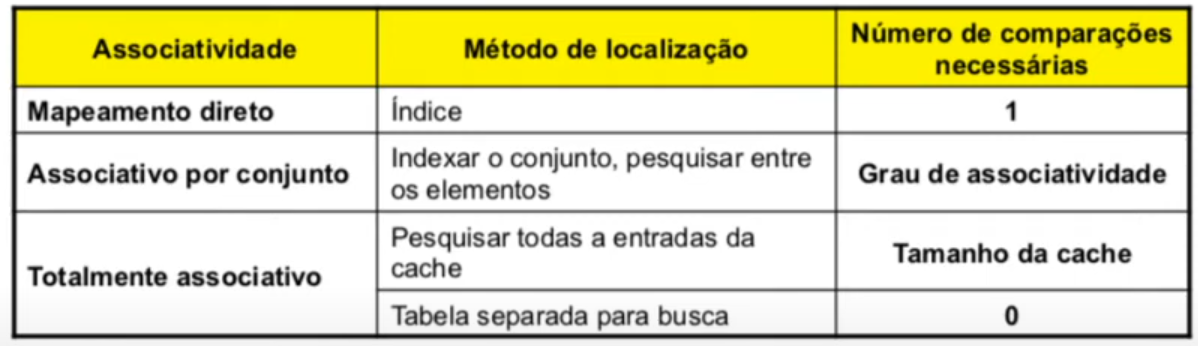 Associatividade
Método de localização
Número de comparações
necessárias
Mapeamento direto
Índice
1
Associativo por conjunto
Indexar o conjunto, pesquisar entre
os elementos
Grau de associatividade
Totalmente associativo
Pesquisar todas a entradas da
cache
Tamanho da cache
Tabela separada para busca
0